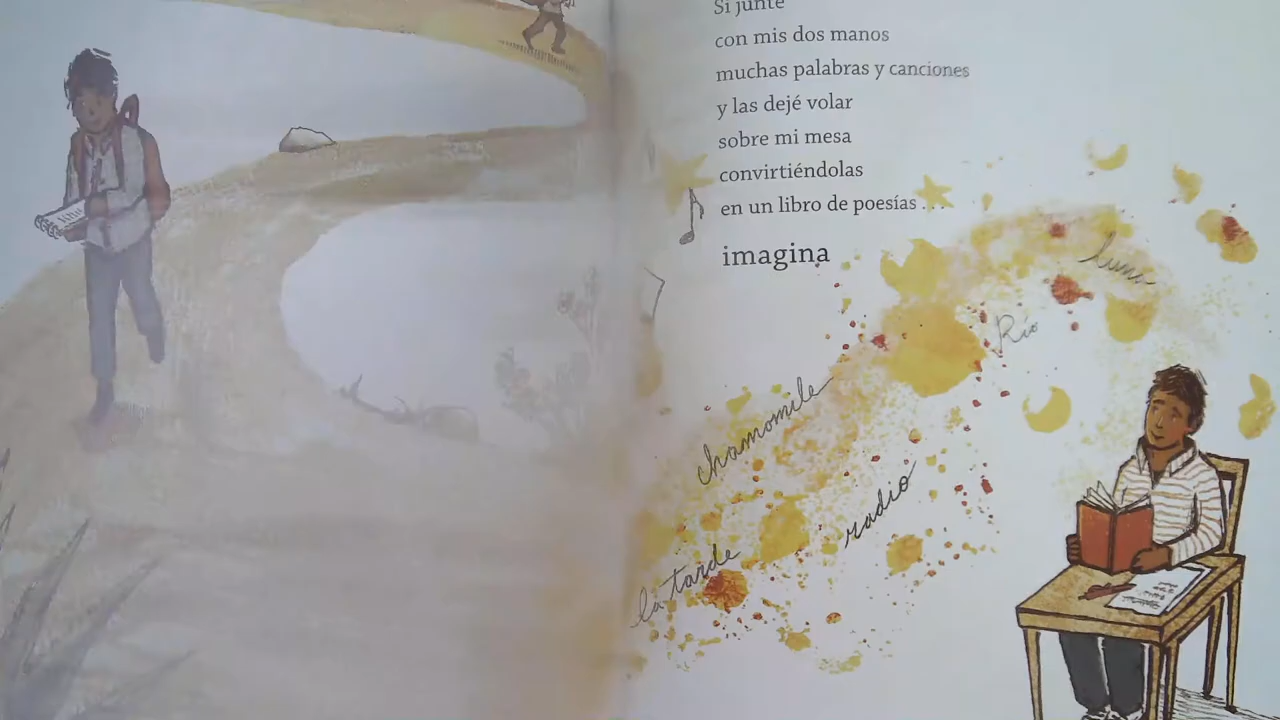 Si junté
con mis dos manos
muchas palabras y canciones
y las dejé volar
sobre mi mesa
convirtiéndolas
en un libro de poesías . . .
imagina
luna
Río
chamomile
radio
la tarde